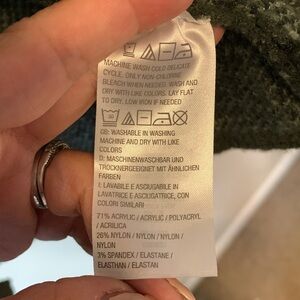 MACHINE WASH COLD DELICATE
CYCLE. ONLY NON-CHLORINE
BLEACH WHEN NEEDED. WASH AND
DRY WITH LIKE COLORS. LAY FLAT
TO DRY. LOW IRON IF NEEDED
GB: WASHABLE IN WASHING
MACHINE AND DRY WITH LIKE
COLORS
D: MASCHINENWASCHBAR UND
TROCKNERGEEIGNET MIT ÄHNLICHEN
FARBEN
I: LAVABILE E ASCIUGABILE IN
LAVATRICE E ASCIUGATRICE, CON
COLORI SIMILARI
71% ACRYLIC / ACRYLIC / POLYACRYL
/ ACRILICA
26% NYLON / NYLON / NYLON /
NYLON
3% SPANDEX / ELASTANE /
ELASTHAN / ELASTAN